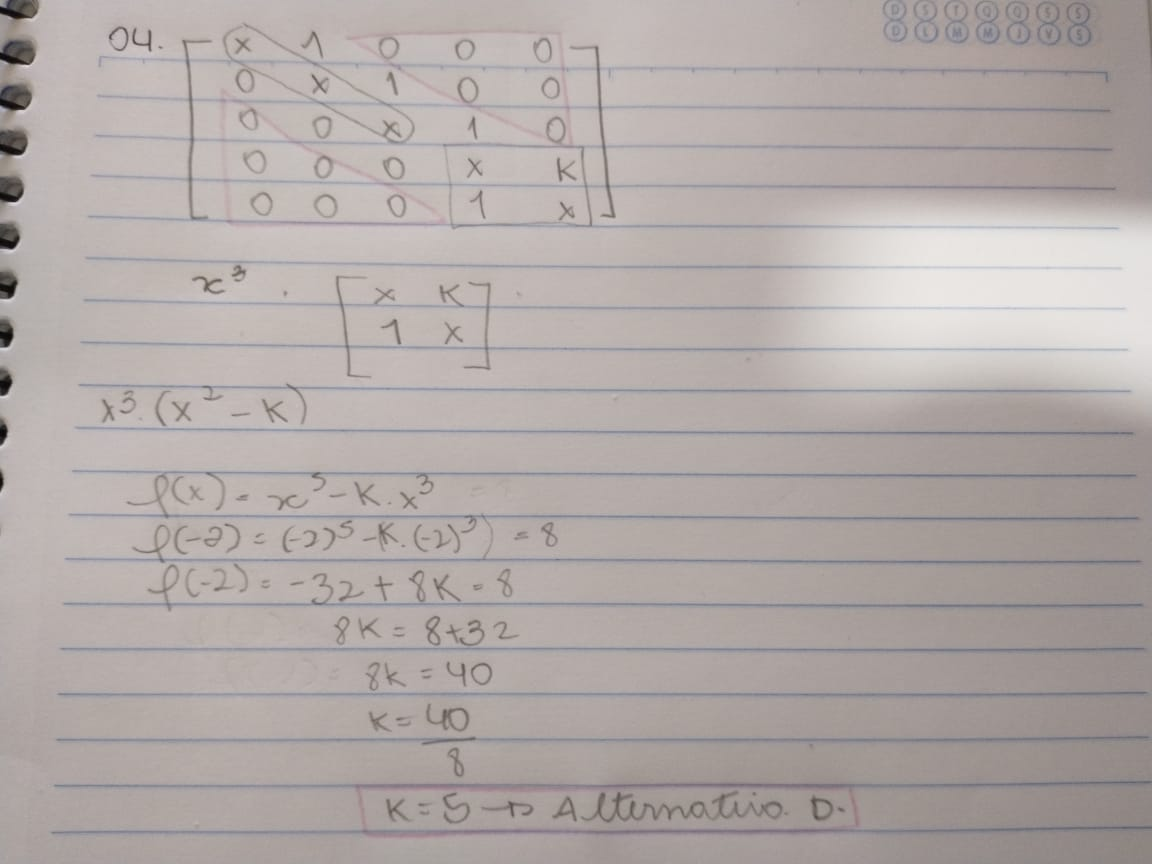 D S T Q Q S S
D L M M J V S
04. x 1 0 0 0
0 x 1 0 0
0 0 x 1 0
0 0 0 x K
0 0 0 1 x
x³ . x K
1 x
x³.(x² - K)
f(x) = x⁵ - K.x³
f(-2) = (-2)⁵ - K.(-2)³) = 8
f(-2) = -32 + 8K = 8
8K = 8+32
8k = 40
K = 40
8
K = 5 → Alternativa D.